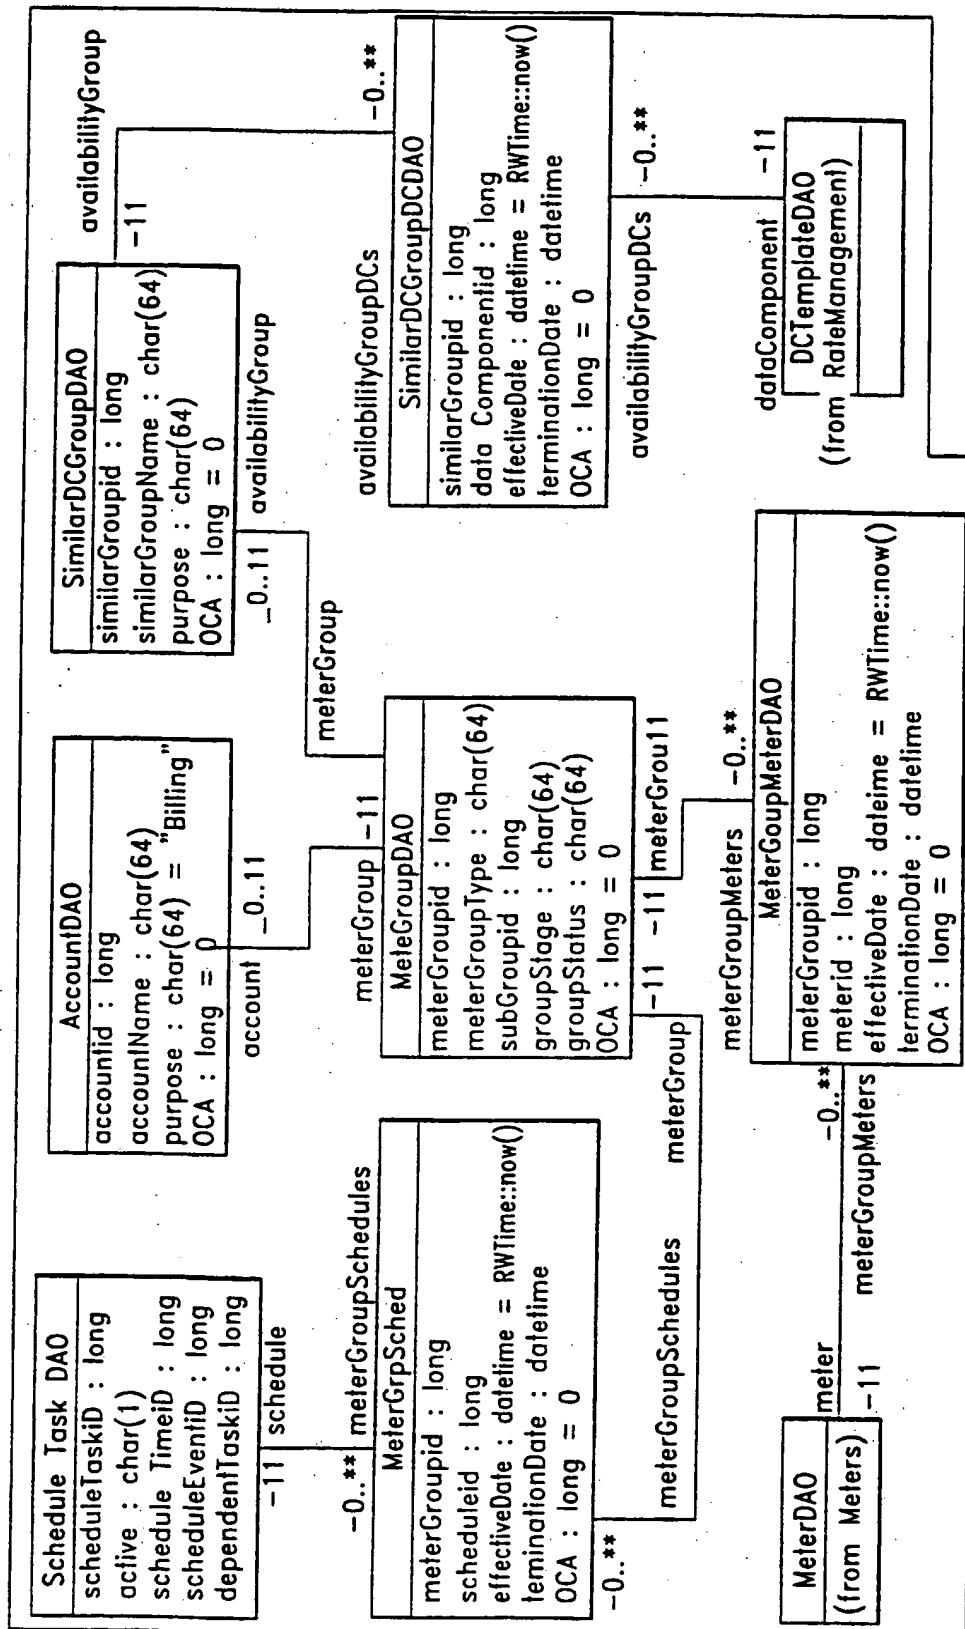 Schedule Task DAO
scheduleTaskiD : long
active : char(1)
schedule TimeiD : long
scheduleEventiD : long
dependentTaskiD : long
-11
schedule
-0..**
meterGroupSchedules
MeterGrpSched
meterGroupid : long
scheduleid : long
effectiveDate : datetime = RWTime::now()
teminationDate : datetime
OCA : long = 0
-0..**
meterGroupSchedules
meterGroup
MeterDAO
(from Meters)
meter
-11
-0..**
meterGroupMeters
AccountDAO
accountid : long
accountName : char(64)
purpose : char(64) = "Billing"
OCA : long = 0
account
_0..11
meterGroup
-11
MeteGroupDAO
meterGroupid : long
meterGroupType : char(64)
subGroupid : long
groupStage : char(64)
groupStatus : char(64)
OCA : long = 0
-11
-11
meterGrou11
meterGroupMeters
-0..**
MeterGoupMeterDAO
meterGroupid : long
meterid : long
effectiveDate : dateime = RWTime::now()
terminationDate : datetime
OCA : long = 0
SimilarDCGroupDAO
similarGroupid : long
similarGroupName : char(64)
purpose : char(64)
OCA : long = 0
_0..11
availabilityGroup
meterGroup
-11
availabilityGroup
availabilityGroupDCs
-0..**
SimilarDCGroupDCDAO
similarGroupid : long
data Componentid : long
effectiveDate : datetime = RWTime::now()
terminationDate : datetime
OCA : long = 0
availabilityGroupDCs
-0..**
dataComponent
-11
DCTemplateDAO
(from RateManagement)